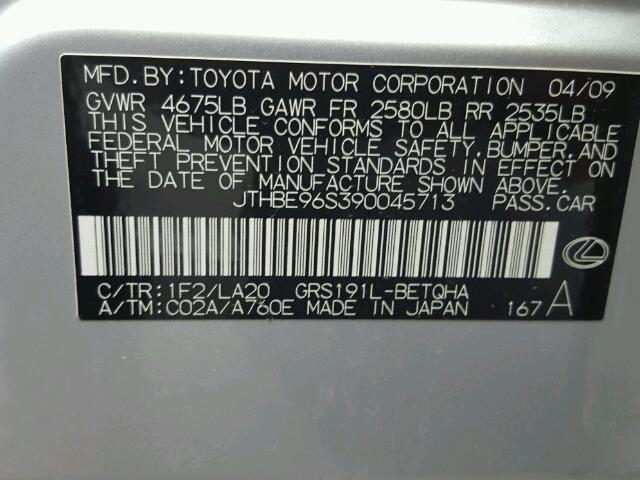 MFD. BY: TOYOTA MOTOR CORPORATION 04/09
GVWR 4675LB GAWR FR 2580LB RR 2535LB
THIS VEHICLE CONFORMS TO ALL APPLICABLE
FEDERAL MOTOR VEHICLE SAFETY, BUMPER, AND
THEFT PREVENTION STANDARDS IN EFFECT ON
THE DATE OF MANUFACTURE SHOWN ABOVE.
JTHBE96S390045713 PASS. CAR
C/TR: 1F2/LA20 GRS191L-BETQHA
A/TM: C02A/A760E MADE IN JAPAN 167 A